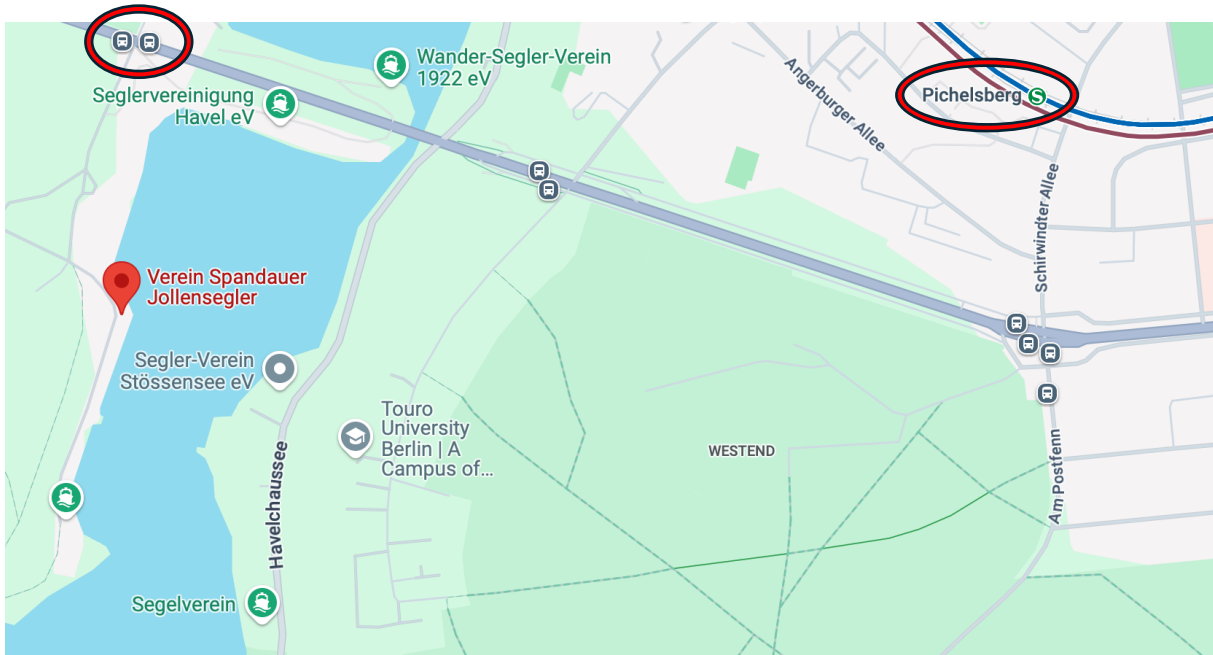 Wander-Segler-Verein
1922 eV
Seglervereinigung
Havel eV
Angerburger Allee
Pichelsberg
S
Schirwindter Allee
Verein Spandauer
Jollensegler
Segler-Verein
Stössensee eV
Touro
University
Berlin | A
Campus of...
Havelchaussee
WESTEND
Am Postfenn
Segelverein